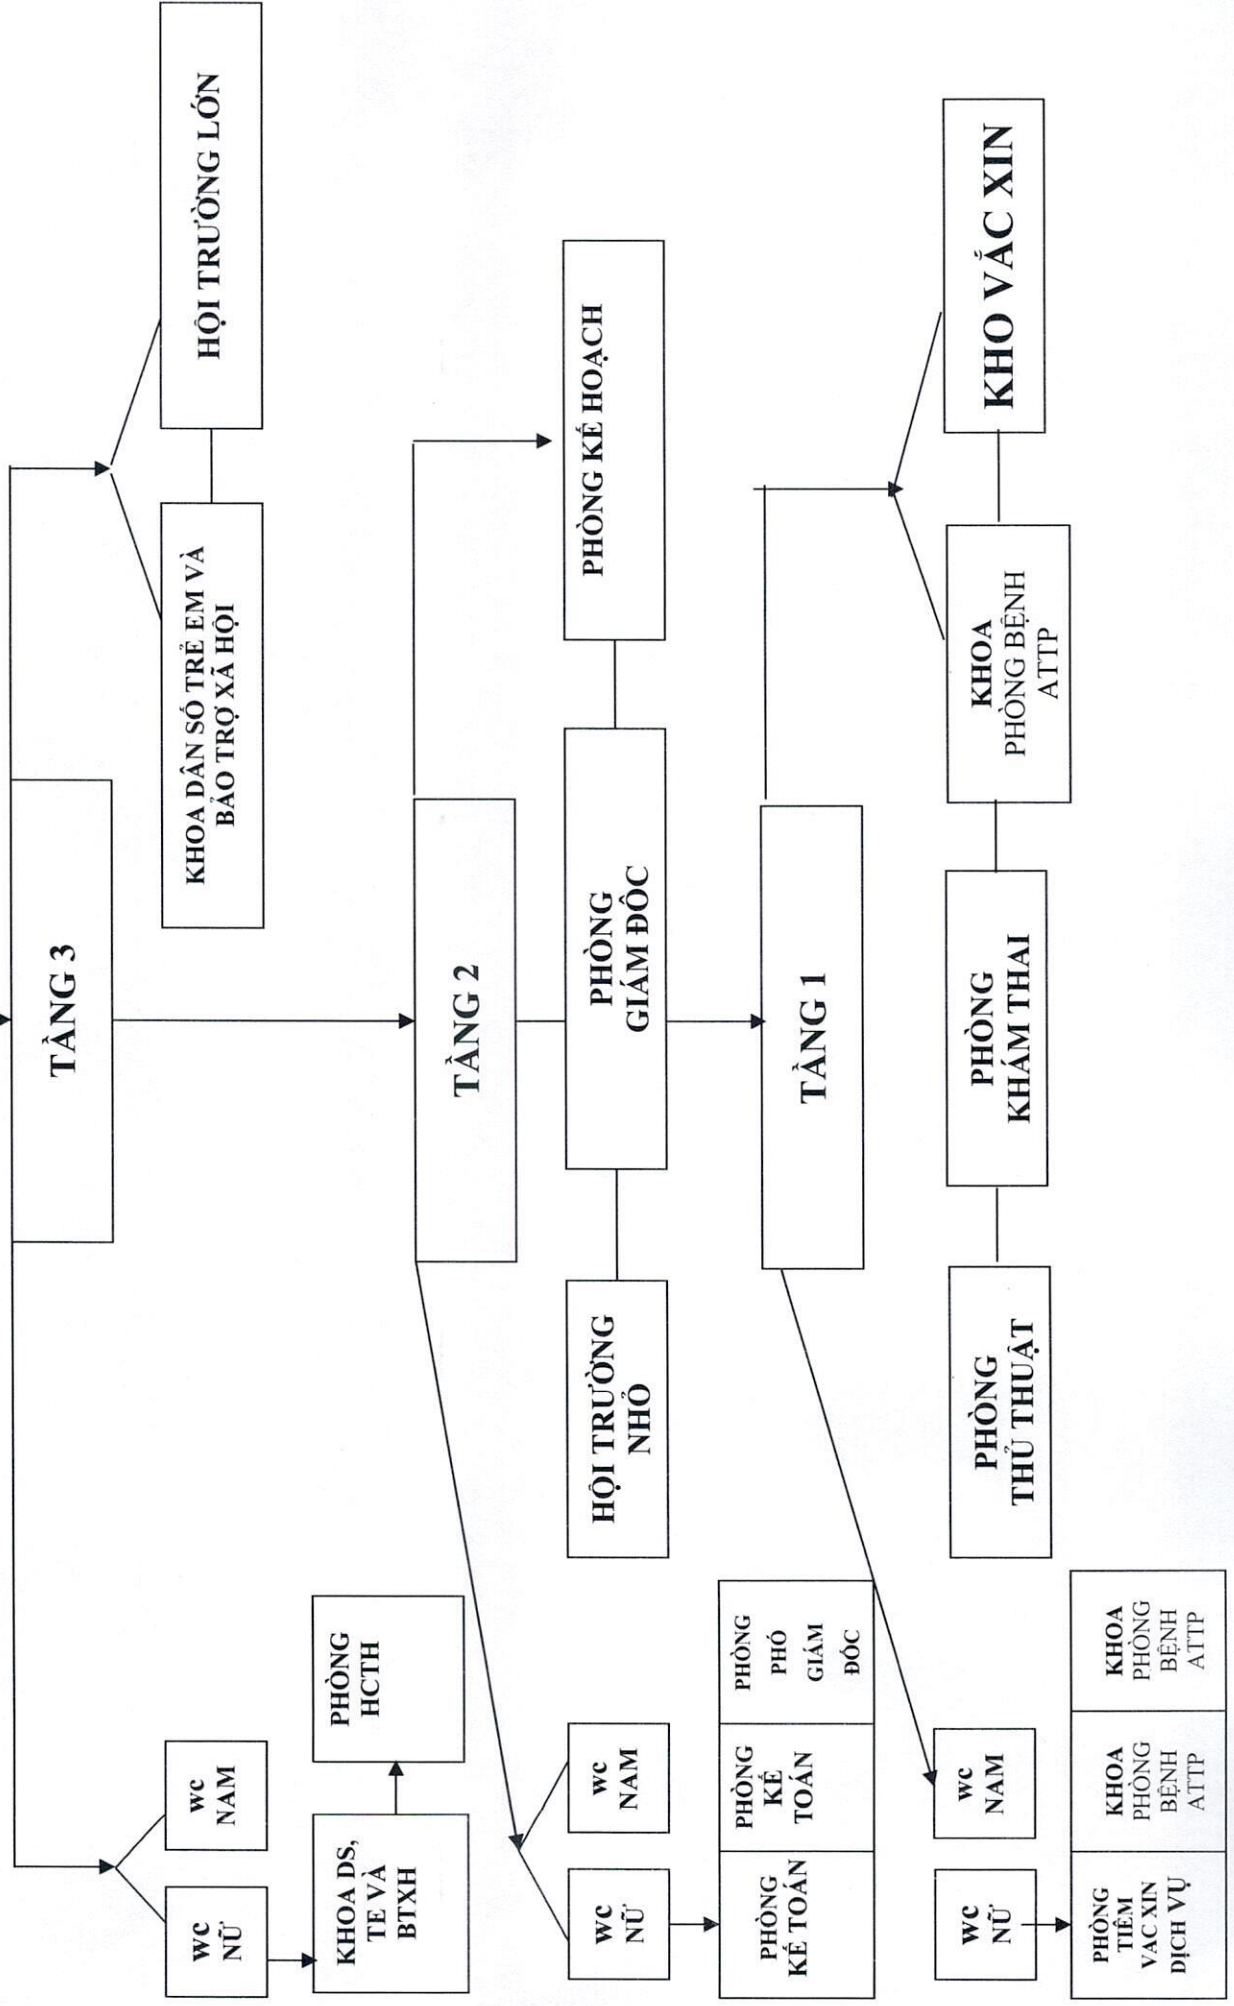 TẦNG 3
KHOA DÂN SỐ TRẺ EM VÀ
BẢO TRỢ XÃ HỘI
HỘI TRƯỜNG LỚN
WC
NỮ
WC
NAM
KHOA DS,
TE VÀ
BTXH
PHÒNG
HCTH
TẦNG 2
HỘI TRƯỜNG
NHỎ
PHÒNG
GIÁM ĐÔC
PHÒNG KẾ HOẠCH
WC
NỮ
WC
NAM
PHÒNG
KẾ TOÁN
PHÒNG
KẾ
TOÁN
PHÒNG
PHÓ
GIÁM
ĐÓC
TẦNG 1
PHÒNG
THỦ THUẬT
PHÒNG
KHÁM THAI
KHOA
PHÒNG BỆNH
ATTP
KHO VẮC XIN
WC
NỮ
WC
NAM
PHÒNG
TIÊM
VAC XIN
DỊCH VỤ
KHOA
PHÒNG
BỆNH
ATTP
KHOA
PHÒNG
BỆNH
ATTP